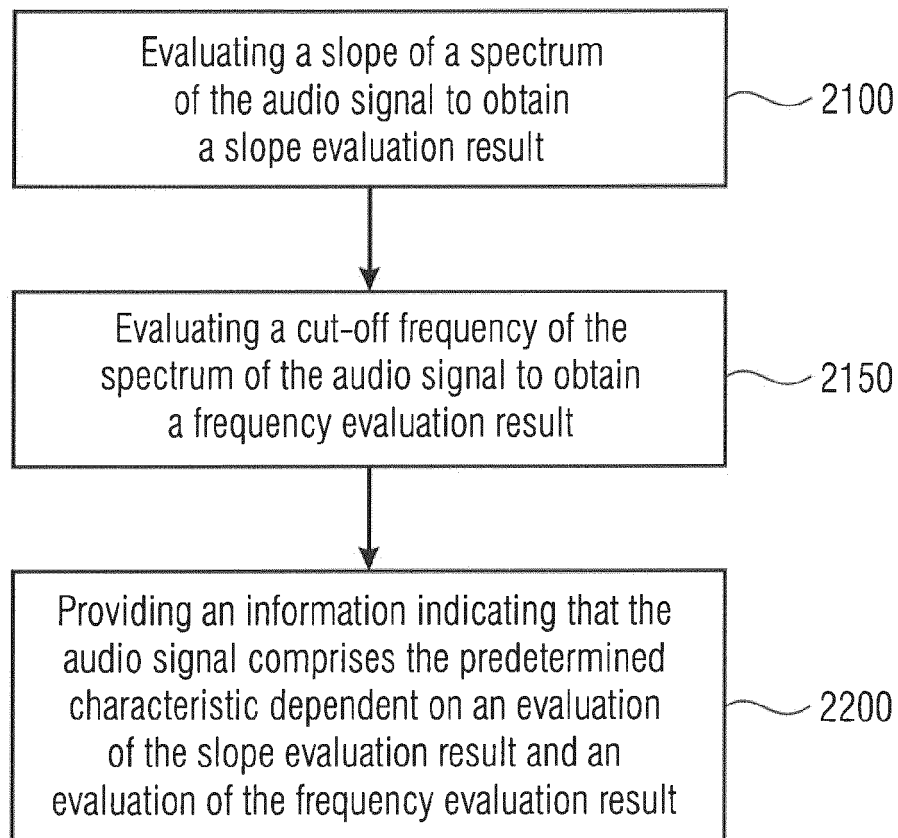 Evaluating a slope of a spectrum
of the audio signal to obtain
a slope evaluation result
2100
Evaluating a cut-off frequency of the
spectrum of the audio signal to obtain
a frequency evaluation result
2150
Providing an information indicating that the
audio signal comprises the predetermined
characteristic dependent on an evaluation
of the slope evaluation result and an
evaluation of the frequency evaluation result
2200